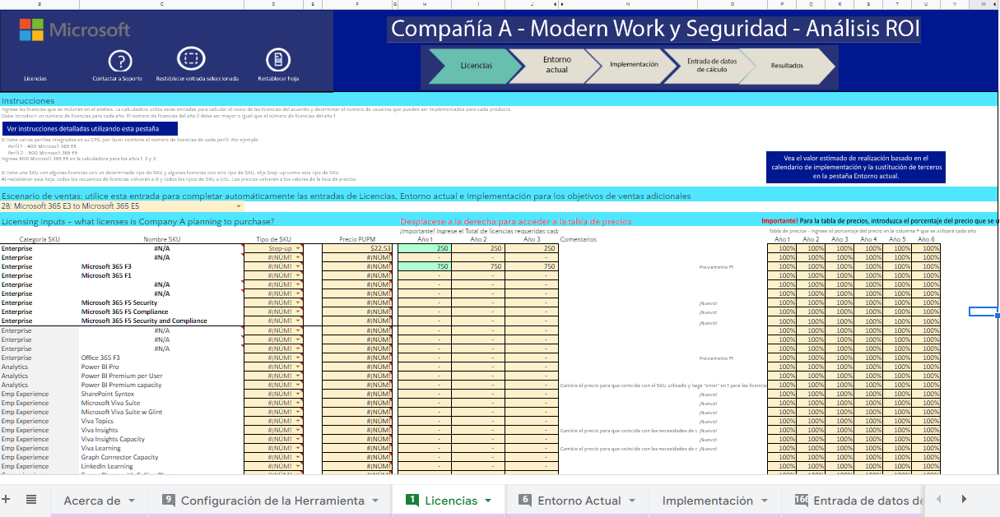 B C D E F G H I J N O P Q R S T U V W
Microsoft
Licencias
Contactar a Soporte
Restablecer entrada seleccionada
Restablecer hoja
Compañía A - Modern Work y Seguridad - Análisis ROI
Licencias
Entorno actual
Implementación
Entrada de datos de cálculo
Resultados
Instrucciones
Ingrese las licencias que se incluirán en el análisis. La calculadora utiliza estas entradas para calcular el costo de las licencias del acuerdo y determinar el número de usuarios que pueden ser implementados para cada producto.
Debe introducir un número de licencias para cada año. El número de licencias del año 2 debe ser mayor o igual que el número de licencias del año 1.
Ver instrucciones detalladas utilizando esta pestaña
Si tiene varios perfiles integrados en su CPS, por favor combine el número de licencias de cada perfil. Por ejemplo:
Perfil 1 - 400 Microsoft 365 E5
Perfil 2 - 500 Microsoft 365 E5
Ingrese 900 Microsoft 365 E5 en la calculadora para los años 1, 2 y 3.
Si tiene una SKU con algunas licencias con un determinado tipo de SKU y algunas licencias con otro tipo de SKU, elija Step-up como este tipo de SKU.
Al restablecer esta hoja, todos los recuentos de licencias volverán a 0 y todos los tipos de SKU a USL. Los precios volverán a los valores de la lista de precios.
Vea el valor estimado de realización basado en el
calendario de implementación y la sustitución de terceros
en la pestaña Entorno actual.
Escenario de ventas: utilice esta entrada para completar automáticamente las entradas de Licencias, Entorno actual e Implementación para los objetivos de ventas adicionales
2B: Microsoft 365 E3 to Microsoft 365 E5
Licensing Inputs - what licenses is Company A planning to purchase? Desplácese a la derecha para acceder a la tabla de precios Importante! Para la tabla de precios, introduzca el porcentaje del precio que se u
¡Importante! Ingrese el Total de licencias requeridas cada Tabla de precios - Ingrese el porcentaje del precio en la columna F que se utilizará cada año.
Categoría SKU Nombre SKU Tipo de SKU Precio PUPM Año 1 Año 2 Año 3 Comentarios Año 1 Año 2 Año 3 Año 4 Año 5 Año 6
Enterprise #N/A Step-up $22,53 250 250 250 100% 100% 100% 100% 100% 100%
Enterprise #N/A #¡NÚM! #¡NÚM! - - - 100% 100% 100% 100% 100% 100%
Enterprise Microsoft 365 F3 #¡NÚM! #¡NÚM! 750 750 750 Previamente F1 100% 100% 100% 100% 100% 100%
Enterprise Microsoft 365 F1 #¡NÚM! #¡NÚM! - - - 100% 100% 100% 100% 100% 100%
Enterprise #N/A #¡NÚM! #¡NÚM! - - - 100% 100% 100% 100% 100% 100%
Enterprise #N/A #¡NÚM! #¡NÚM! - - - 100% 100% 100% 100% 100% 100%
Enterprise Microsoft 365 F5 Security #¡NÚM! #¡NÚM! - - - ¡Nuevo! 100% 100% 100% 100% 100% 100%
Enterprise Microsoft 365 F5 Compliance #¡NÚM! #¡NÚM! - - - ¡Nuevo! 100% 100% 100% 100% 100% 100%
Enterprise Microsoft 365 F5 Security and Compliance #¡NÚM! #¡NÚM! - - - ¡Nuevo! 100% 100% 100% 100% 100% 100%
Enterprise #N/A #¡NÚM! #¡NÚM! - - - 100% 100% 100% 100% 100% 100%
Enterprise #N/A #¡NÚM! #¡NÚM! - - - 100% 100% 100% 100% 100% 100%
Enterprise #N/A #¡NÚM! #¡NÚM! - - - 100% 100% 100% 100% 100% 100%
Enterprise Office 365 F3 #¡NÚM! #¡NÚM! - - - Previamente F1 100% 100% 100% 100% 100% 100%
Analytics Power BI Pro #¡NÚM! #¡NÚM! - - - 100% 100% 100% 100% 100% 100%
Analytics Power BI Premium per User #¡NÚM! #¡NÚM! - - - 100% 100% 100% 100% 100% 100%
Analytics Power BI Premium capacity #¡NÚM! #¡NÚM! - - - Cambie el precio para que coincida con el SKU utilizado y haga "enter" en 1 para las licencias 100% 100% 100% 100% 100% 100%
Emp Experience SharePoint Syntex #¡NÚM! #¡NÚM! - - - ¡Nuevo! 100% 100% 100% 100% 100% 100%
Emp Experience Microsoft Viva Suite #¡NÚM! #¡NÚM! - - - ¡Nuevo! 100% 100% 100% 100% 100% 100%
Emp Experience Microsoft Viva Suite w Glint #¡NÚM! #¡NÚM! - - - ¡Nuevo! 100% 100% 100% 100% 100% 100%
Emp Experience Viva Topics #¡NÚM! #¡NÚM! - - - ¡Nuevo! 100% 100% 100% 100% 100% 100%
Emp Experience Viva Insights #¡NÚM! #¡NÚM! - - - Cambie el precio para que coincida con las necesidades de c ¡Nuevo! 100% 100% 100% 100% 100% 100%
Emp Experience Viva Insights Capacity #¡NÚM! #¡NÚM! - - - ¡Nuevo! 100% 100% 100% 100% 100% 100%
Emp Experience Viva Learning #¡NÚM! #¡NÚM! - - - Cambie el precio para que coincida con las necesidades de c ¡Nuevo! 100% 100% 100% 100% 100% 100%
Emp Experience Graph Connector Capacity #¡NÚM! #¡NÚM! - - - 100% 100% 100% 100% 100% 100%
Emp Experience LinkedIn Learning #¡NÚM! #¡NÚM! - - - 100% 100% 100% 100% 100% 100%
Acerca de 9 Configuración de la Herramienta 1 Licencias 6 Entorno Actual Implementación 166 Entrada de datos de